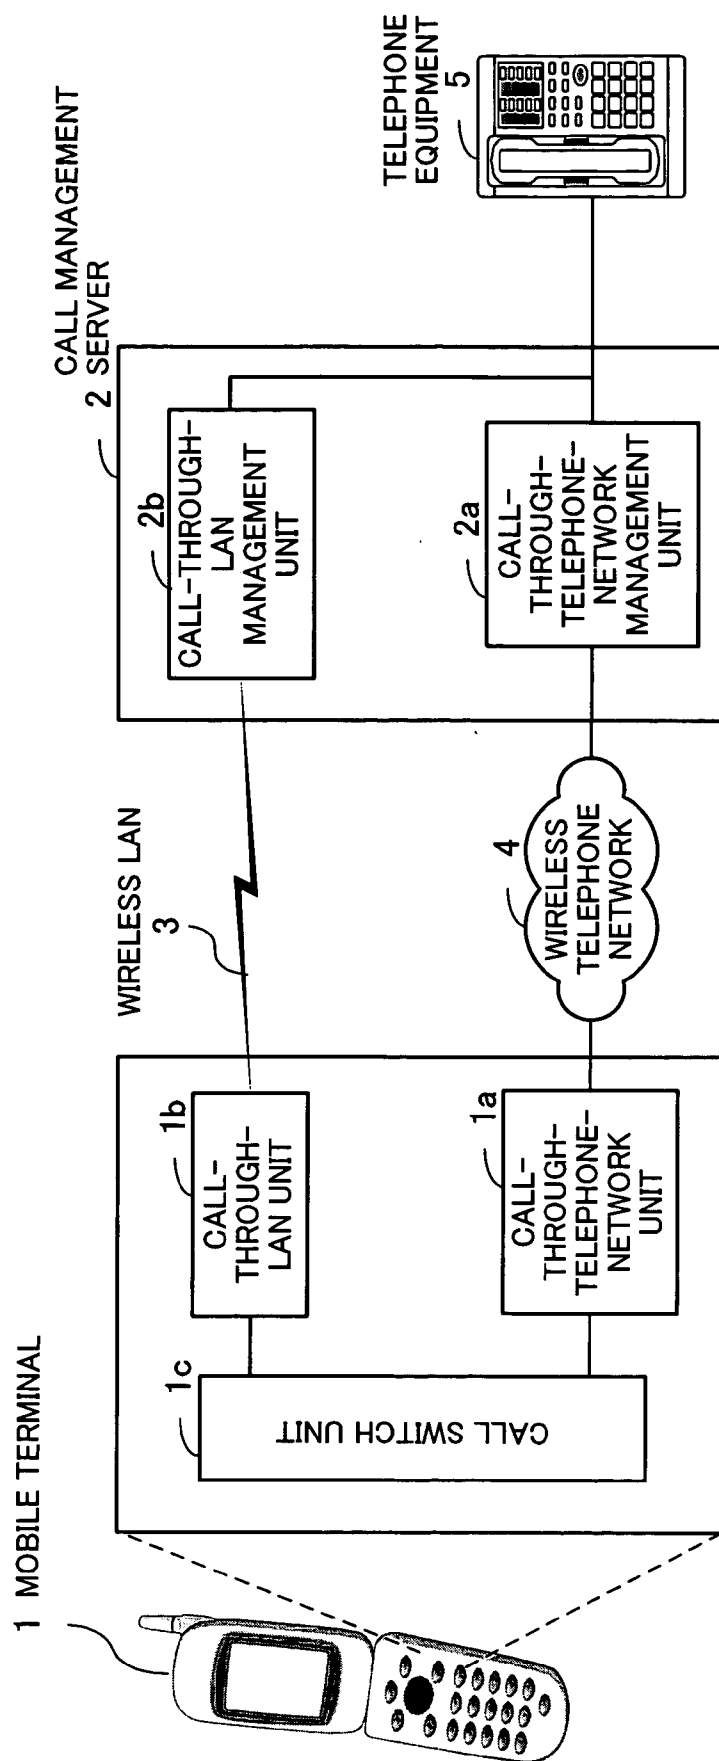 1 MOBILE TERMINAL
1c
CALL SWITCH UNIT
1b
CALL-
THROUGH-
LAN UNIT
1a
CALL-
THROUGH-
TELEPHONE-
NETWORK
UNIT
WIRELESS LAN
3
4
WIRELESS
TELEPHONE
NETWORK
CALL MANAGEMENT
SERVER
2
2b
CALL-THROUGH-
LAN
MANAGEMENT
UNIT
2a
CALL-
THROUGH-
TELEPHONE-
NETWORK
MANAGEMENT
UNIT
TELEPHONE
EQUIPMENT
5